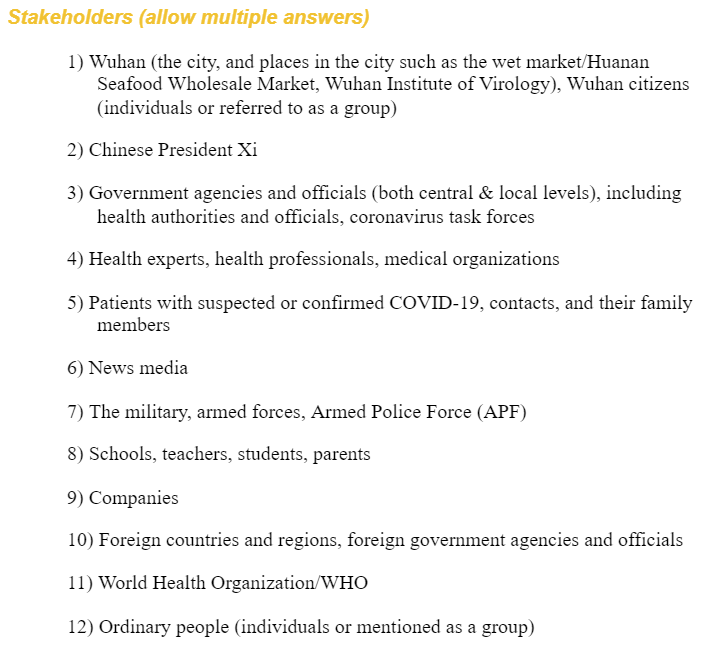 Stakeholders (allow multiple answers)
1) Wuhan (the city, and places in the city such as the wet market/Huanan
Seafood Wholesale Market, Wuhan Institute of Virology), Wuhan citizens
(individuals or referred to as a group)
2) Chinese President Xi
3) Government agencies and officials (both central & local levels), including
health authorities and officials, coronavirus task forces
4) Health experts, health professionals, medical organizations
5) Patients with suspected or confirmed COVID-19, contacts, and their family
members
6) News media
7) The military, armed forces, Armed Police Force (APF)
8) Schools, teachers, students, parents
9) Companies
10) Foreign countries and regions, foreign government agencies and officials
11) World Health Organization/WHO
12) Ordinary people (individuals or mentioned as a group)